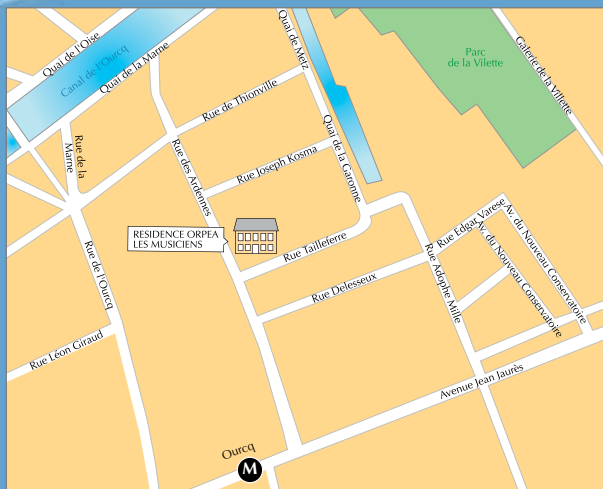 Quai de l'Oise
Canal de l'Ourcq
Quai de la Marne
Quai de Metz
Parc
de la Vilette
Galerie de la Villette
Rue de Thionville
Rue de la
Marne
Rue des Ardennes
Rue Joseph Kosma
Quai de la Garonne
RESIDENCE ORPEA
LES MUSICIENS
Rue Tailleferre
Rue Edgar Varese
Av. du Nouveau Conservatoire
Av. du Nouveau Conservatoire
Rue de l'Ourcq
Rue Delesseux
Rue Adophe Mille
Rue Léon Giraud
Avenue Jean Jaurès
Ourcq
M